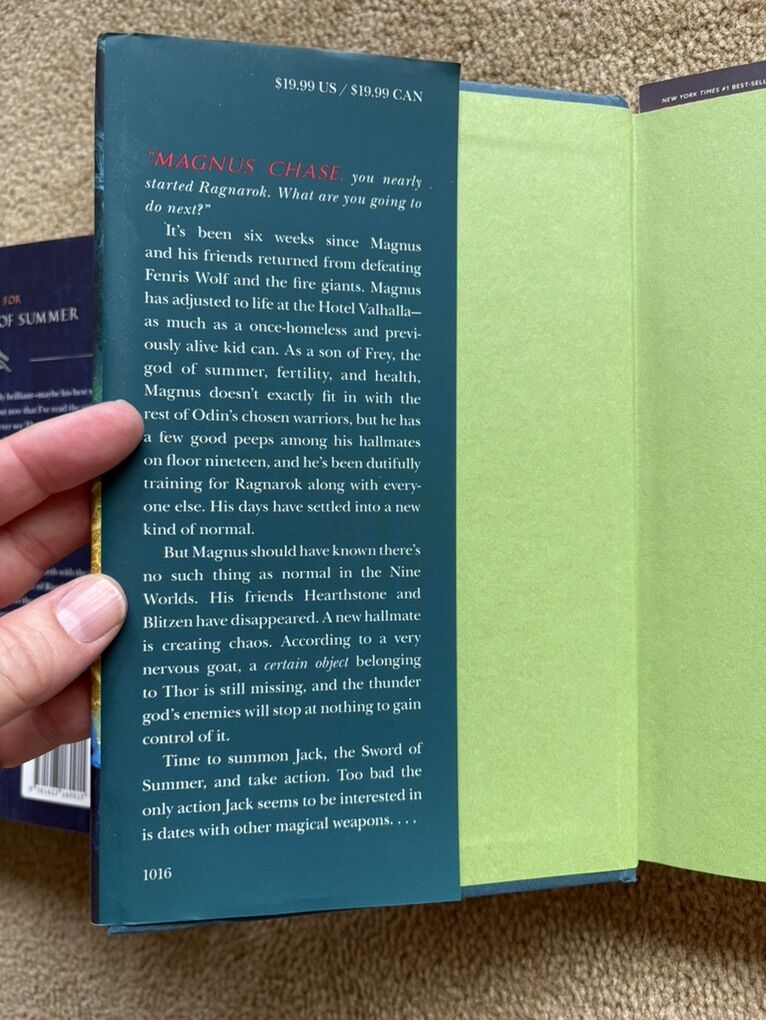 $19.99 US / $19.99 CAN
"MAGNUS CHASE, you nearly
started Ragnarok. What are you going to
do next?"
It's been six weeks since Magnus
and his friends returned from defeating
Fenris Wolf and the fire giants. Magnus
has adjusted to life at the Hotel Valhalla—
as much as a once-homeless and previ-
ously alive kid can. As a son of Frey, the
god of summer, fertility, and health,
Magnus doesn't exactly fit in with the
rest of Odin's chosen warriors, but he has
a few good peeps among his hallmates
on floor nineteen, and he's been dutifully
training for Ragnarok along with every-
one else. His days have settled into a new
kind of normal.
But Magnus should have known there's
no such thing as normal in the Nine
Worlds. His friends Hearthstone and
Blitzen have disappeared. A new hallmate
is creating chaos. According to a very
nervous goat, a certain object belonging
to Thor is still missing, and the thunder
god's enemies will stop at nothing to gain
control of it.
Time to summon Jack, the Sword of
Summer, and take action. Too bad the
only action Jack seems to be interested in
is dates with other magical weapons. . . .
1016
NEW YORK TIMES #1 BEST-SELL
FOR
OF SUMMER